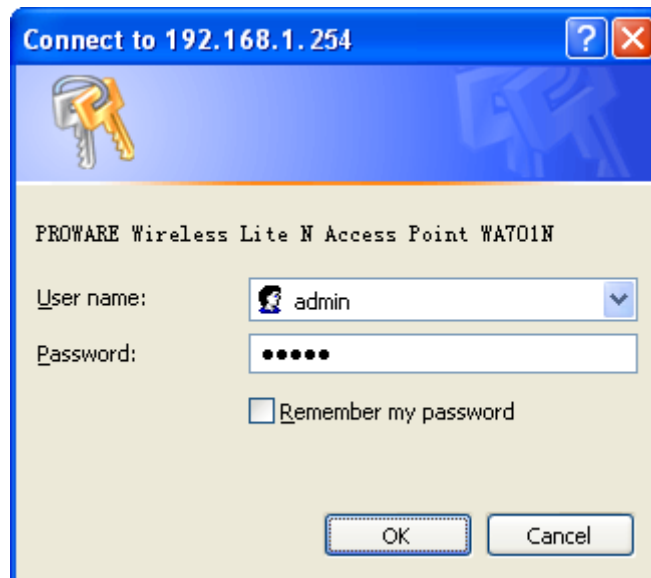 Connect to 192.168.1.254
PROWARE Wireless Lite N Access Point WA701N
User name:
admin
Password:
•••••
Remember my password
OK
Cancel